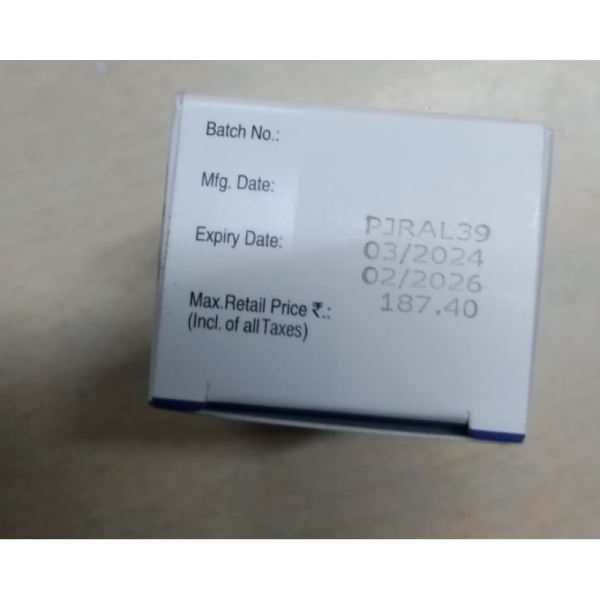 Batch No.:
Mfg. Date:
Expiry Date:
Max.Retail Price ₹.:
(Incl. of all Taxes)
PJRAL39
03/2024
02/2026
187.40